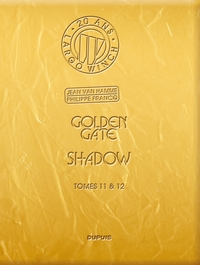 20 ANS
LARGO WINCH
JEAN VAN HAMME
PHILIPPE FRANCQ
GOLDEN
GATE
SHADOW
TOMES 11 & 12
DUPUIS